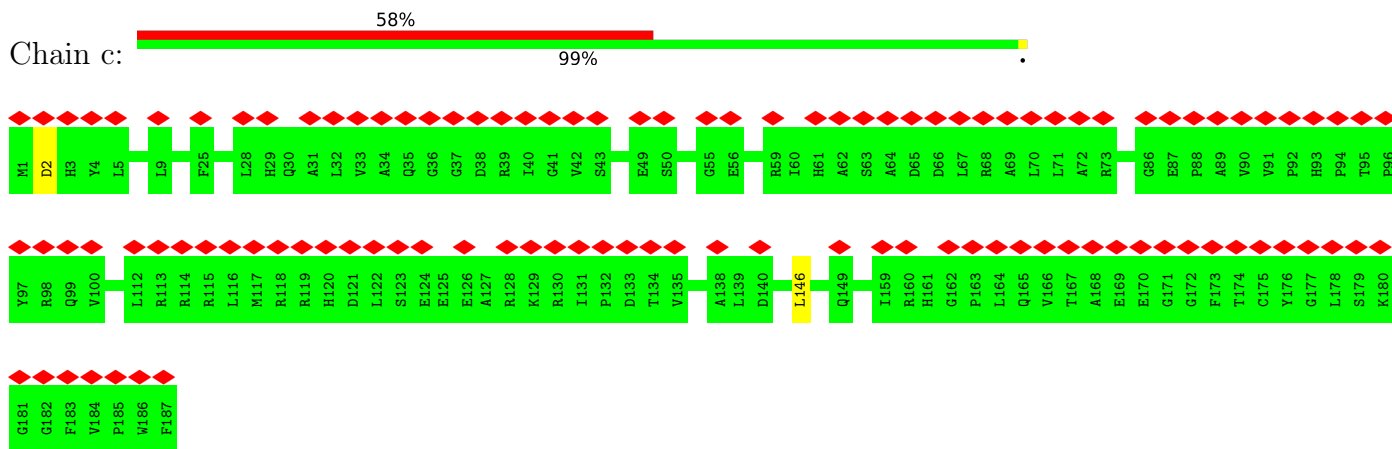 58%
Chain c:
99%
.
M1 D2 H3 Y4 L5 L9 F25 L28 H29 Q30 A31 L32 V33 A34 Q35 G36 G37 D38 R39 I40 G41 V42 S43 E49 S50 G55 E56 R59 I60 H61 A62 S63 A64 D65 D66 L67 R68 A69 L70 L71 A72 R73 G86 E87 P88 A89 V90 V91 P92 H93 P94 T95 P96
Y97 R98 Q99 V100 L112 R113 R114 R115 L116 M117 R118 R119 H120 D121 L122 S123 E124 E125 E126 A127 R128 K129 R130 I131 P132 D133 T134 V135 A138 L139 D140 L146 Q149 I159 R160 H161 G162 P163 L164 Q165 V166 T167 A168 E169 E170 G171 G172 F173 T174 C175 Y176 G177 L178 S179 K180
G181 G182 F183 V184 P185 W186 F187